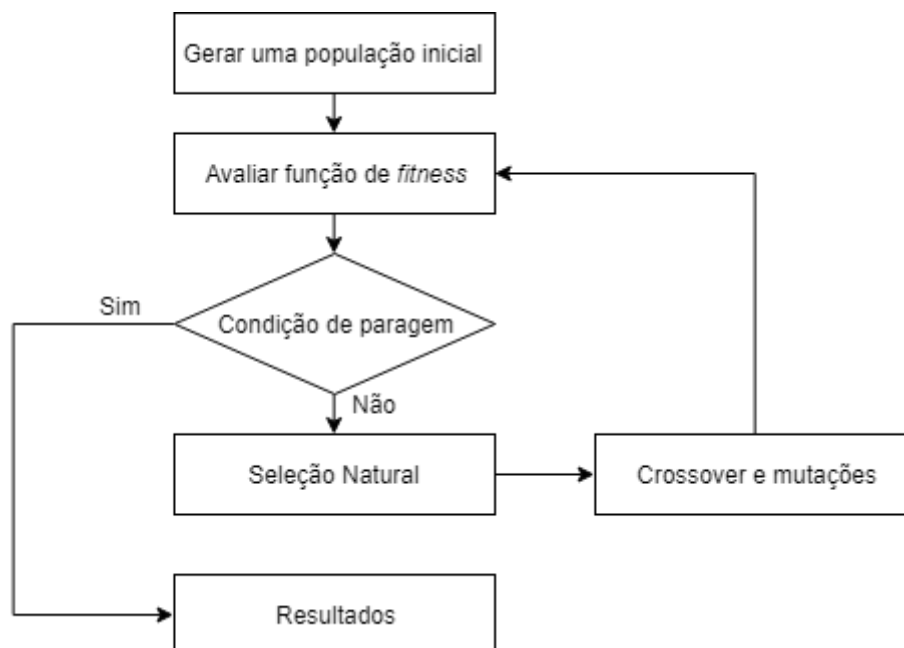 Gerar uma população inicial
Avaliar função de fitness
Sim
Condição de paragem
Não
Seleção Natural
Crossover e mutações
Resultados